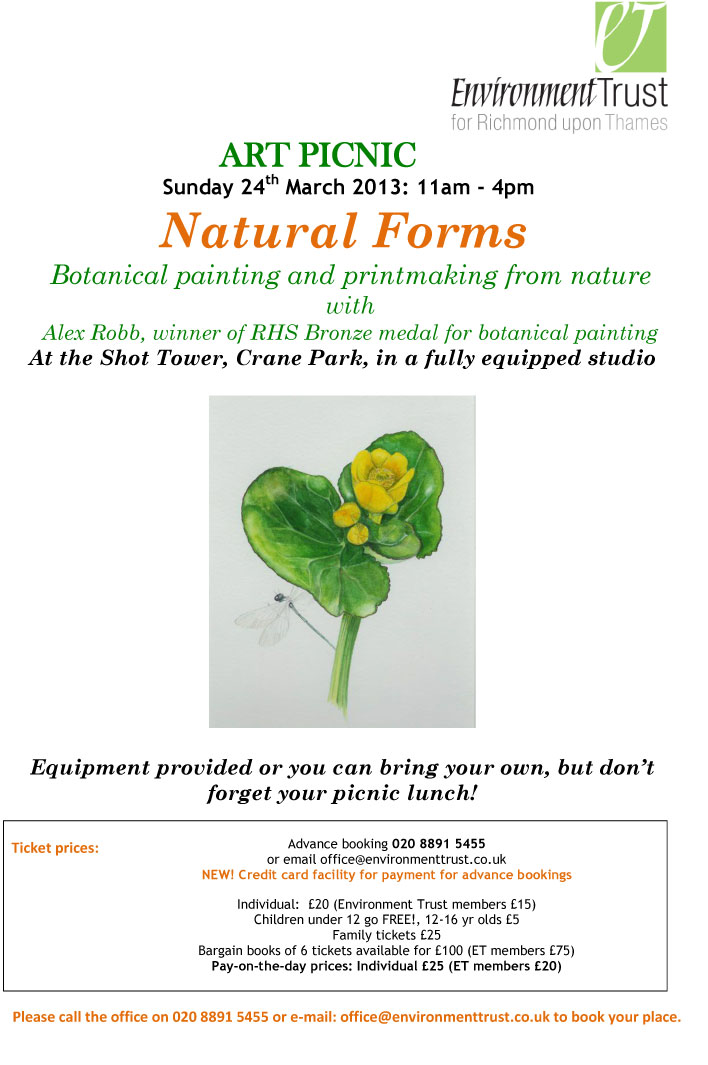 et
Environment Trust
for Richmond upon Thames
ART PICNIC
Sunday 24th March 2013: 11am - 4pm
Natural Forms
Botanical painting and printmaking from nature
with
Alex Robb, winner of RHS Bronze medal for botanical painting
At the Shot Tower, Crane Park, in a fully equipped studio
Equipment provided or you can bring your own, but don’t
forget your picnic lunch!
Ticket prices:
Advance booking 020 8891 5455
or email office@environmenttrust.co.uk
NEW! Credit card facility for payment for advance bookings
Individual:  £20 (Environment Trust members £15)
Children under 12 go FREE!, 12-16 yr olds £5
Family tickets £25
Bargain books of 6 tickets available for £100 (ET members £75)
Pay-on-the-day prices: Individual £25 (ET members £20)
Please call the office on 020 8891 5455 or e-mail: office@environmenttrust.co.uk to book your place.